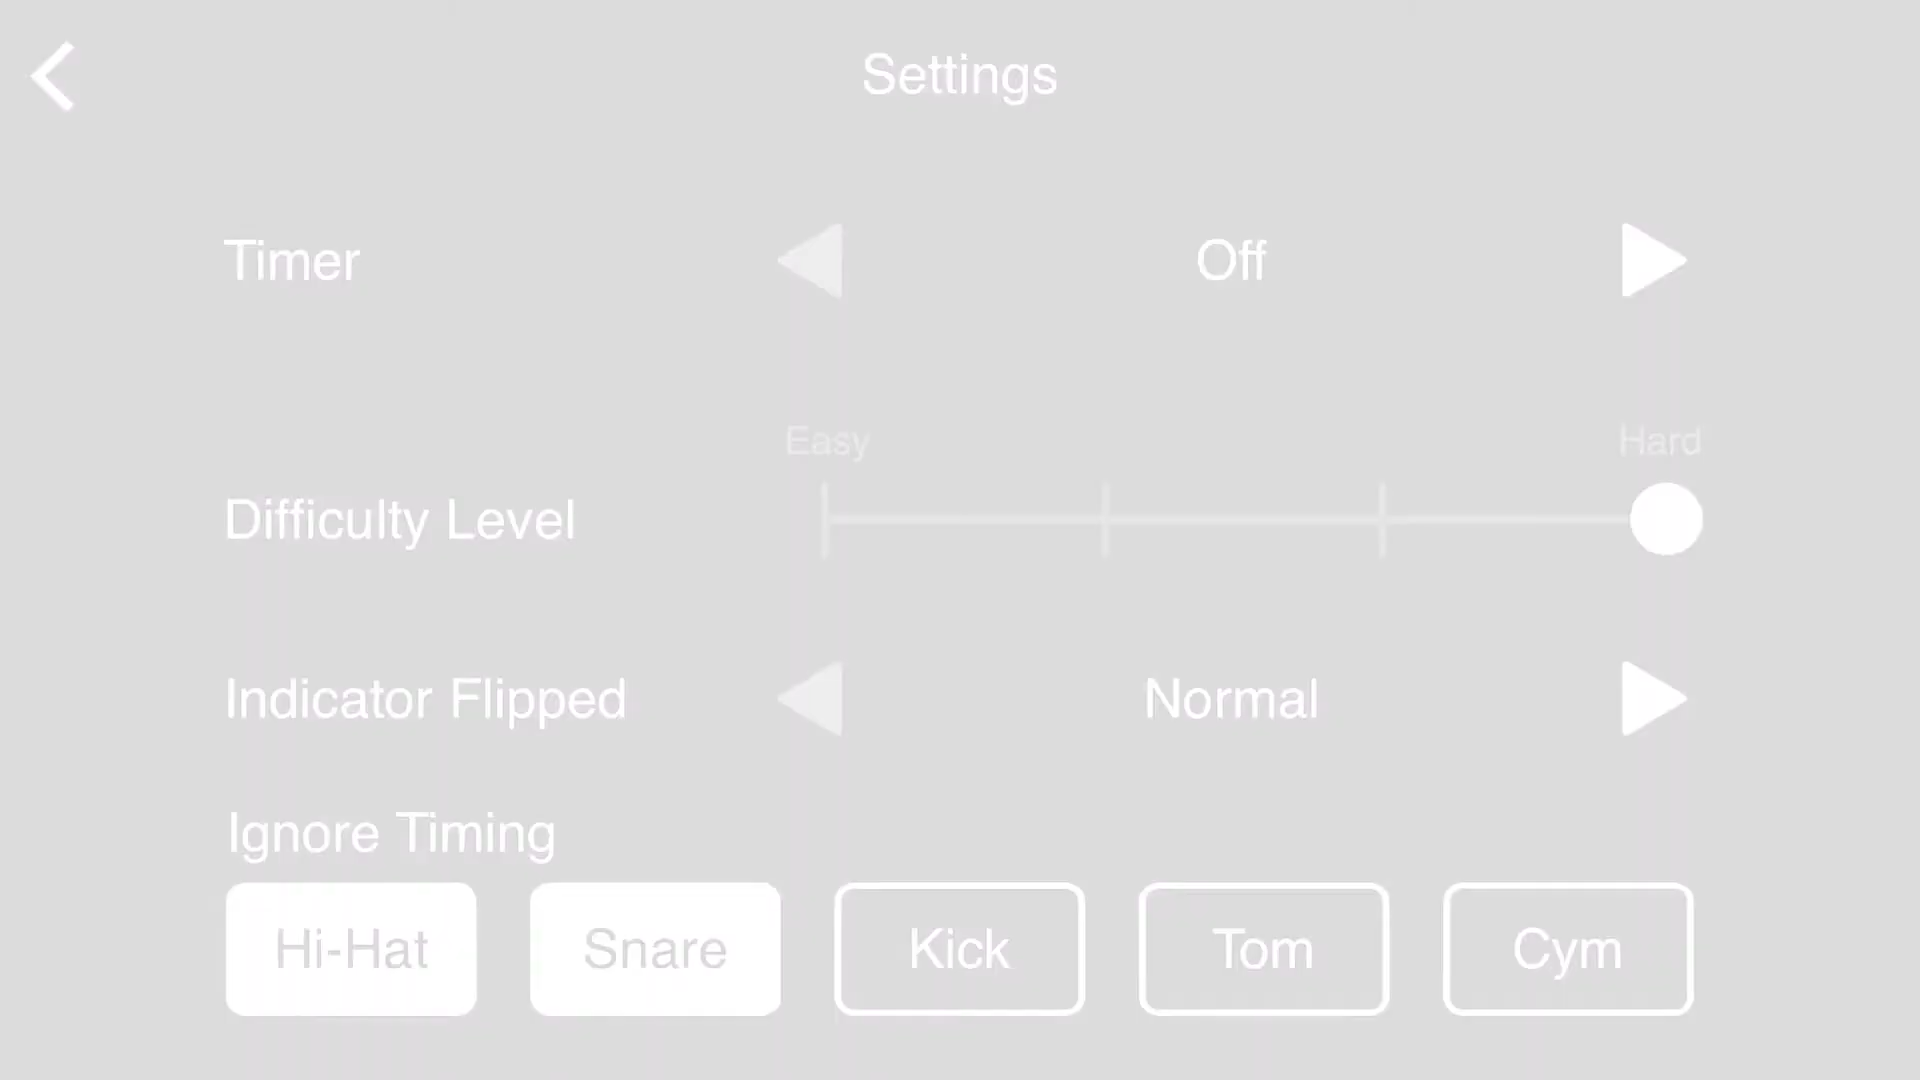 Settings
Timer
Off
Easy
Hard
Difficulty Level
Indicator Flipped
Normal
Ignore Timing
Hi-Hat
Snare
Kick
Tom
Cym